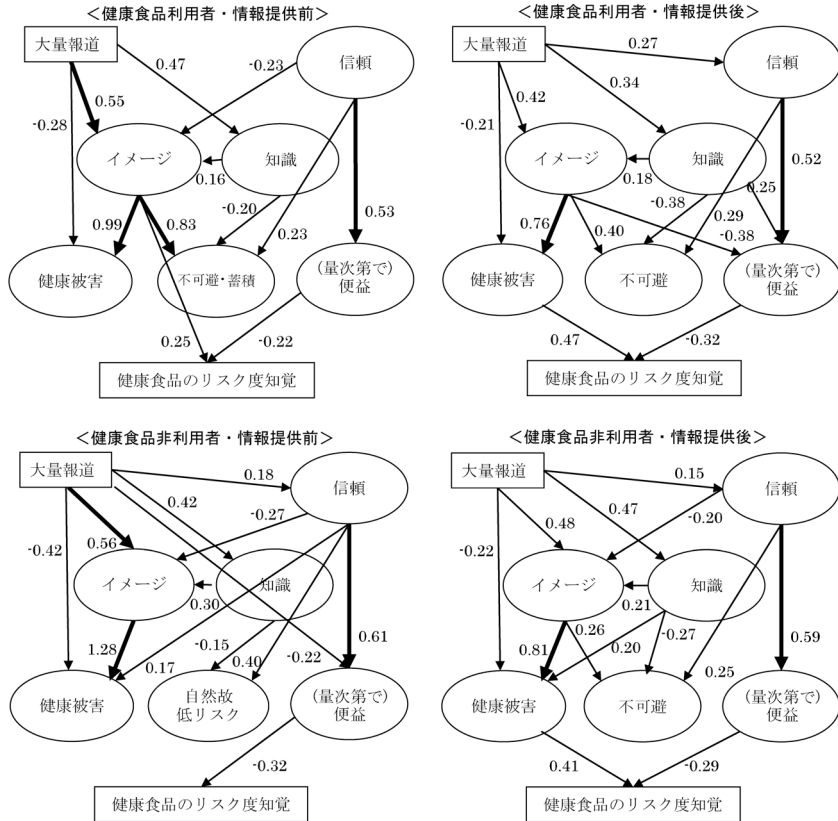 ＜健康食品利用者・情報提供前＞
大量報道
信頼
0.47
-0.23
0.55
-0.28
イメージ
知識
0.16
0.99
0.83
-0.20
0.23
0.53
健康被害
不可避・蓄積
(量次第で)
便益
0.25
-0.22
健康食品のリスク度知覚
＜健康食品利用者・情報提供後＞
大量報道
信頼
0.27
0.34
0.42
-0.21
イメージ
知識
0.18
0.25
0.52
0.76
0.40
-0.38
0.29
-0.38
健康被害
不可避
(量次第で)
便益
0.47
-0.32
健康食品のリスク度知覚
＜健康食品非利用者・情報提供前＞
大量報道
信頼
0.18
0.42
-0.27
0.56
-0.42
イメージ
知識
0.30
0.61
1.28
0.17
-0.15
0.40
-0.22
健康被害
自然故
低リスク
(量次第で)
便益
-0.32
健康食品のリスク度知覚
＜健康食品非利用者・情報提供後＞
大量報道
信頼
0.15
0.47
-0.20
0.48
-0.22
イメージ
知識
0.21
0.59
0.81
0.26
0.20
-0.27
0.25
健康被害
不可避
(量次第で)
便益
0.41
-0.29
健康食品のリスク度知覚